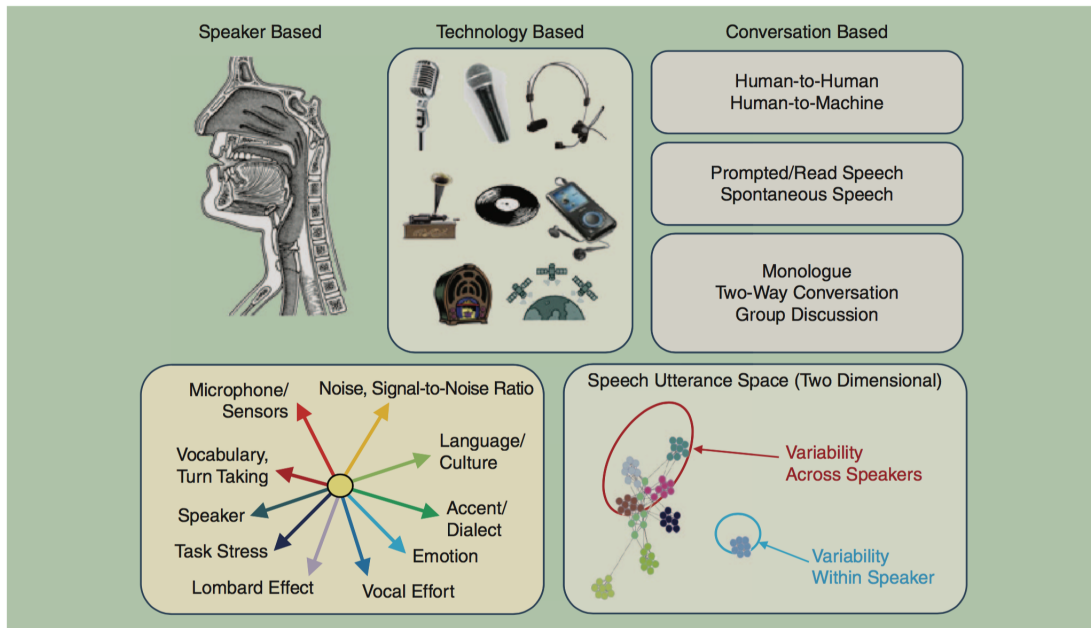 Speaker Based
Technology Based
Conversation Based
Human-to-Human
Human-to-Machine
Prompted/Read Speech
Spontaneous Speech
Monologue
Two-Way Conversation
Group Discussion
Microphone/
Sensors
Noise, Signal-to-Noise Ratio
Vocabulary,
Turn Taking
Language/
Culture
Speaker
Accent/
Dialect
Task Stress
Emotion
Lombard Effect
Vocal Effort
Speech Utterance Space (Two Dimensional)
Variability
Across Speakers
Variability
Within Speaker